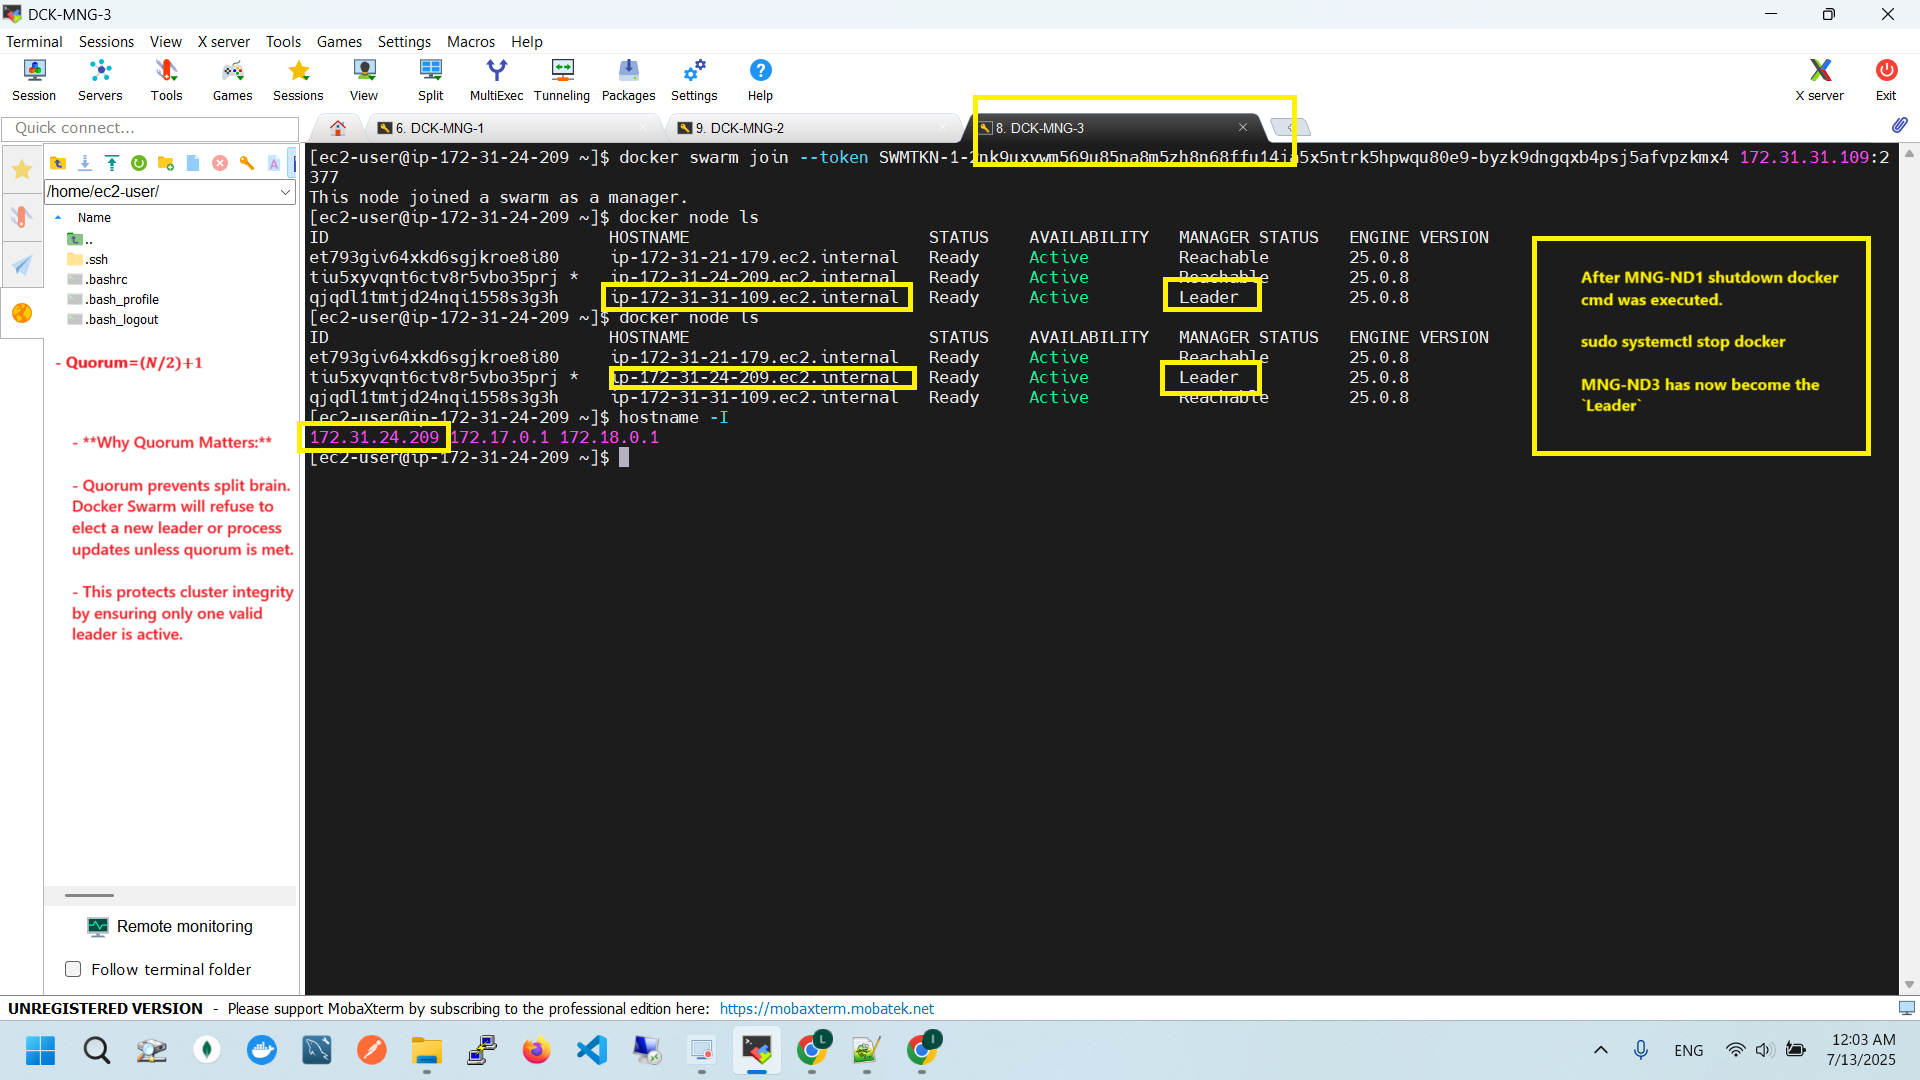 DCK-MNG-3
Terminal Sessions View X server Tools Games Settings Macros Help
Session Servers Tools Games Sessions View Split MultiExec Tunneling Packages Settings Help X server Exit
Quick connect...
6. DCK-MNG-1
9. DCK-MNG-2
8. DCK-MNG-3
/home/ec2-user/
Name
..
.ssh
.bashrc
.bash_profile
.bash_logout
- Quorum=(N/2)+1
- **Why Quorum Matters:**
- Quorum prevents split brain.
Docker Swarm will refuse to
elect a new leader or process
updates unless quorum is met.
- This protects cluster integrity
by ensuring only one valid
leader is active.
Remote monitoring
Follow terminal folder
[ec2-user@ip-172-31-24-209 ~]$ docker swarm join --token SWMTKN-1-2nk9uxvwm569u85na8m5zh8n68ffu14ja5x5ntrk5hpwqu80e9-byzk9dngqxb4psj5afvpzkmx4 172.31.31.109:2
377
This node joined a swarm as a manager.
[ec2-user@ip-172-31-24-209 ~]$ docker node ls
ID HOSTNAME STATUS AVAILABILITY MANAGER STATUS ENGINE VERSION
et793giv64xkd6sgjkroe8i80 ip-172-31-21-179.ec2.internal Ready Active Reachable 25.0.8
tiu5xyvqnt6ctv8r5vbo35prj * ip-172-31-24-209.ec2.internal Ready Active Reachable 25.0.8
qjqdl1tmtjd24nqi1558s3g3h ip-172-31-31-109.ec2.internal Ready Active Leader 25.0.8
[ec2-user@ip-172-31-24-209 ~]$ docker node ls
ID HOSTNAME STATUS AVAILABILITY MANAGER STATUS ENGINE VERSION
et793giv64xkd6sgjkroe8i80 ip-172-31-21-179.ec2.internal Ready Active Reachable 25.0.8
tiu5xyvqnt6ctv8r5vbo35prj * ip-172-31-24-209.ec2.internal Ready Active Leader 25.0.8
qjqdl1tmtjd24nqi1558s3g3h ip-172-31-31-109.ec2.internal Ready Active Reachable 25.0.8
[ec2-user@ip-172-31-24-209 ~]$ hostname -I
172.31.24.209 172.17.0.1 172.18.0.1
[ec2-user@ip-172-31-24-209 ~]$
After MNG-ND1 shutdown docker
cmd was executed.
sudo systemctl stop docker
MNG-ND3 has now become the
`Leader`
UNREGISTERED VERSION - Please support MobaXterm by subscribing to the professional edition here: https://mobaxterm.mobatek.net
L
I
ENG
12:03 AM
7/13/2025